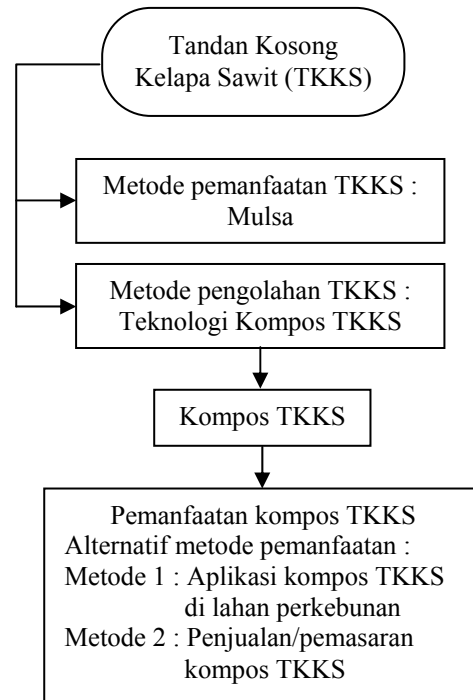 Tandan Kosong
Kelapa Sawit (TKKS)
Metode pemanfaatan TKKS :
Mulsa
Metode pengolahan TKKS :
Teknologi Kompos TKKS
Kompos TKKS
Pemanfaatan kompos TKKS
Alternatif metode pemanfaatan :
Metode 1 : Aplikasi kompos TKKS
di lahan perkebunan
Metode 2 : Penjualan/pemasaran
kompos TKKS